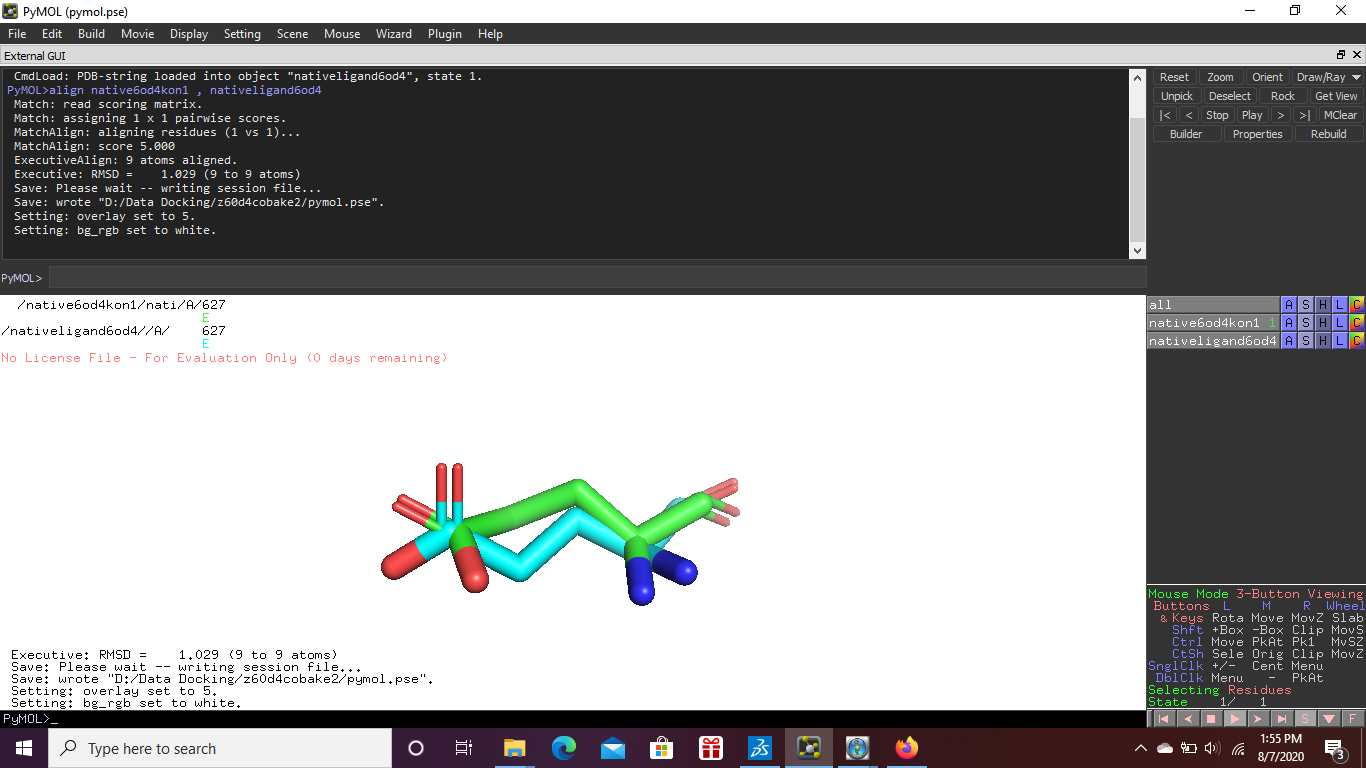 PyMOL (pymol.pse)
File Edit Build Movie Display Setting Scene Mouse Wizard Plugin Help
External GUI
CmdLoad: PDB-string loaded into object "nativeligand6od4", state 1.
PyMOL>align native6od4kon1 , nativeligand6od4
Match: read scoring matrix.
Match: assigning 1 x 1 pairwise scores.
MatchAlign: aligning residues (1 vs 1)...
MatchAlign: score 5.000
ExecutiveAlign: 9 atoms aligned.
Executive: RMSD =    1.029 (9 to 9 atoms)
Save: Please wait -- writing session file...
Save: wrote "D:/Data Docking/z60d4cobake2/pymol.pse".
Setting: overlay set to 5.
Setting: bg_rgb set to white.
PyMOL>
Reset Zoom Orient Draw/Ray
Unpick Deselect Rock Get View
|< < Stop Play > >| MClear
Builder Properties Rebuild
/native6od4kon1/nati/A/627
E
/nativeligand6od4//A/    627
E
No License File - For Evaluation Only (0 days remaining)
all A S H L C
native6od4kon1 1 A S H L C
nativeligand6od4 A S H L C
Executive: RMSD =    1.029 (9 to 9 atoms)
Save: Please wait -- writing session file...
Save: wrote "D:/Data Docking/z60d4cobake2/pymol.pse".
Setting: overlay set to 5.
Setting: bg_rgb set to white.
PyMOL>_
Mouse Mode 3-Button Viewing
Buttons L M R Wheel
& Keys Rota Move MovZ Slab
Shft +Box -Box Clip MovS
Ctrl Move PkAt Pk1 MvSZ
CtSh Sele Orig Clip MovZ
SnglClk +/- Cent Menu
DblClk Menu - PkAt
Selecting Residues
State 1/ 1
S F
Type here to search
1:55 PM
8/7/2020
3